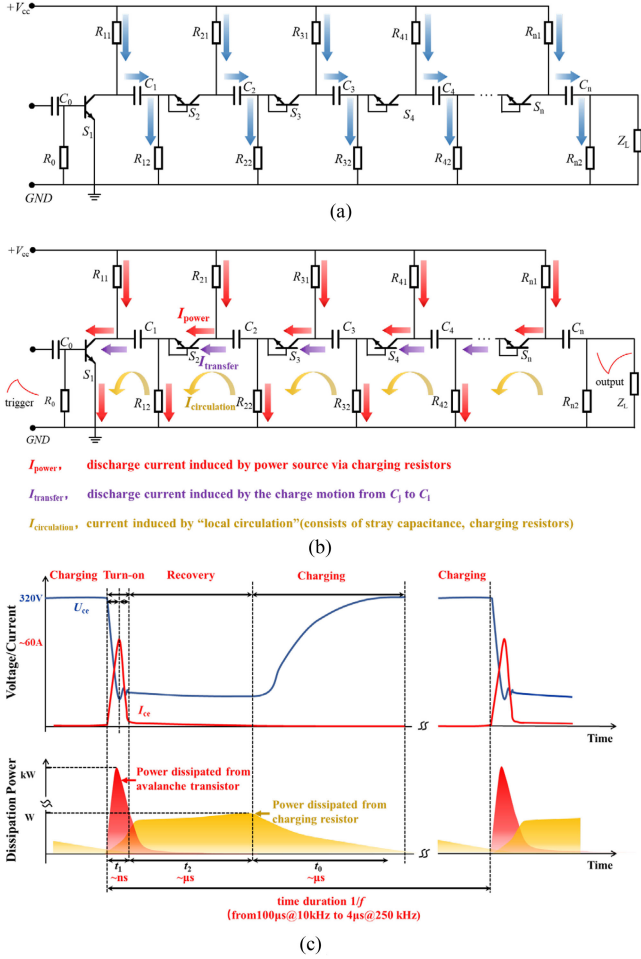 +Vcc
R11 R21 R31 R41 Rn1
C0 C1 C2 C3 C4 ··· Cn
S1 S2 S3 S4 Sn
R0 R12 R22 R32 R42 Rn2 ZL
GND
(a)
+Vcc
R11 R21 R31 R41 Rn1
Ipower
C0 C1 C2 C3 C4 ··· Cn
S1 S2 S3 S4 Sn
Itransfer
trigger R0 R12 Icirculation R22 R32 R42 Rn2 output ZL
GND
Ipower, discharge current induced by power source via charging resistors
Itransfer, discharge current induced by the charge motion from Cj to Ci
Icirculation, current induced by “local circulation”(consists of stray capacitance, charging resistors)
(b)
Charging Turn-on Recovery Charging Charging
320V
Uce
~60A
Voltage/Current
Ice
Time
kW
Power dissipated from
avalanche transistor
Power dissipated from
charging resistor
W
Dissipation Power
Time
t1 t2 t0
~ns ~μs ~μs
time duration 1/f
(from100μs@10kHz to 4μs@250 kHz)
(c)